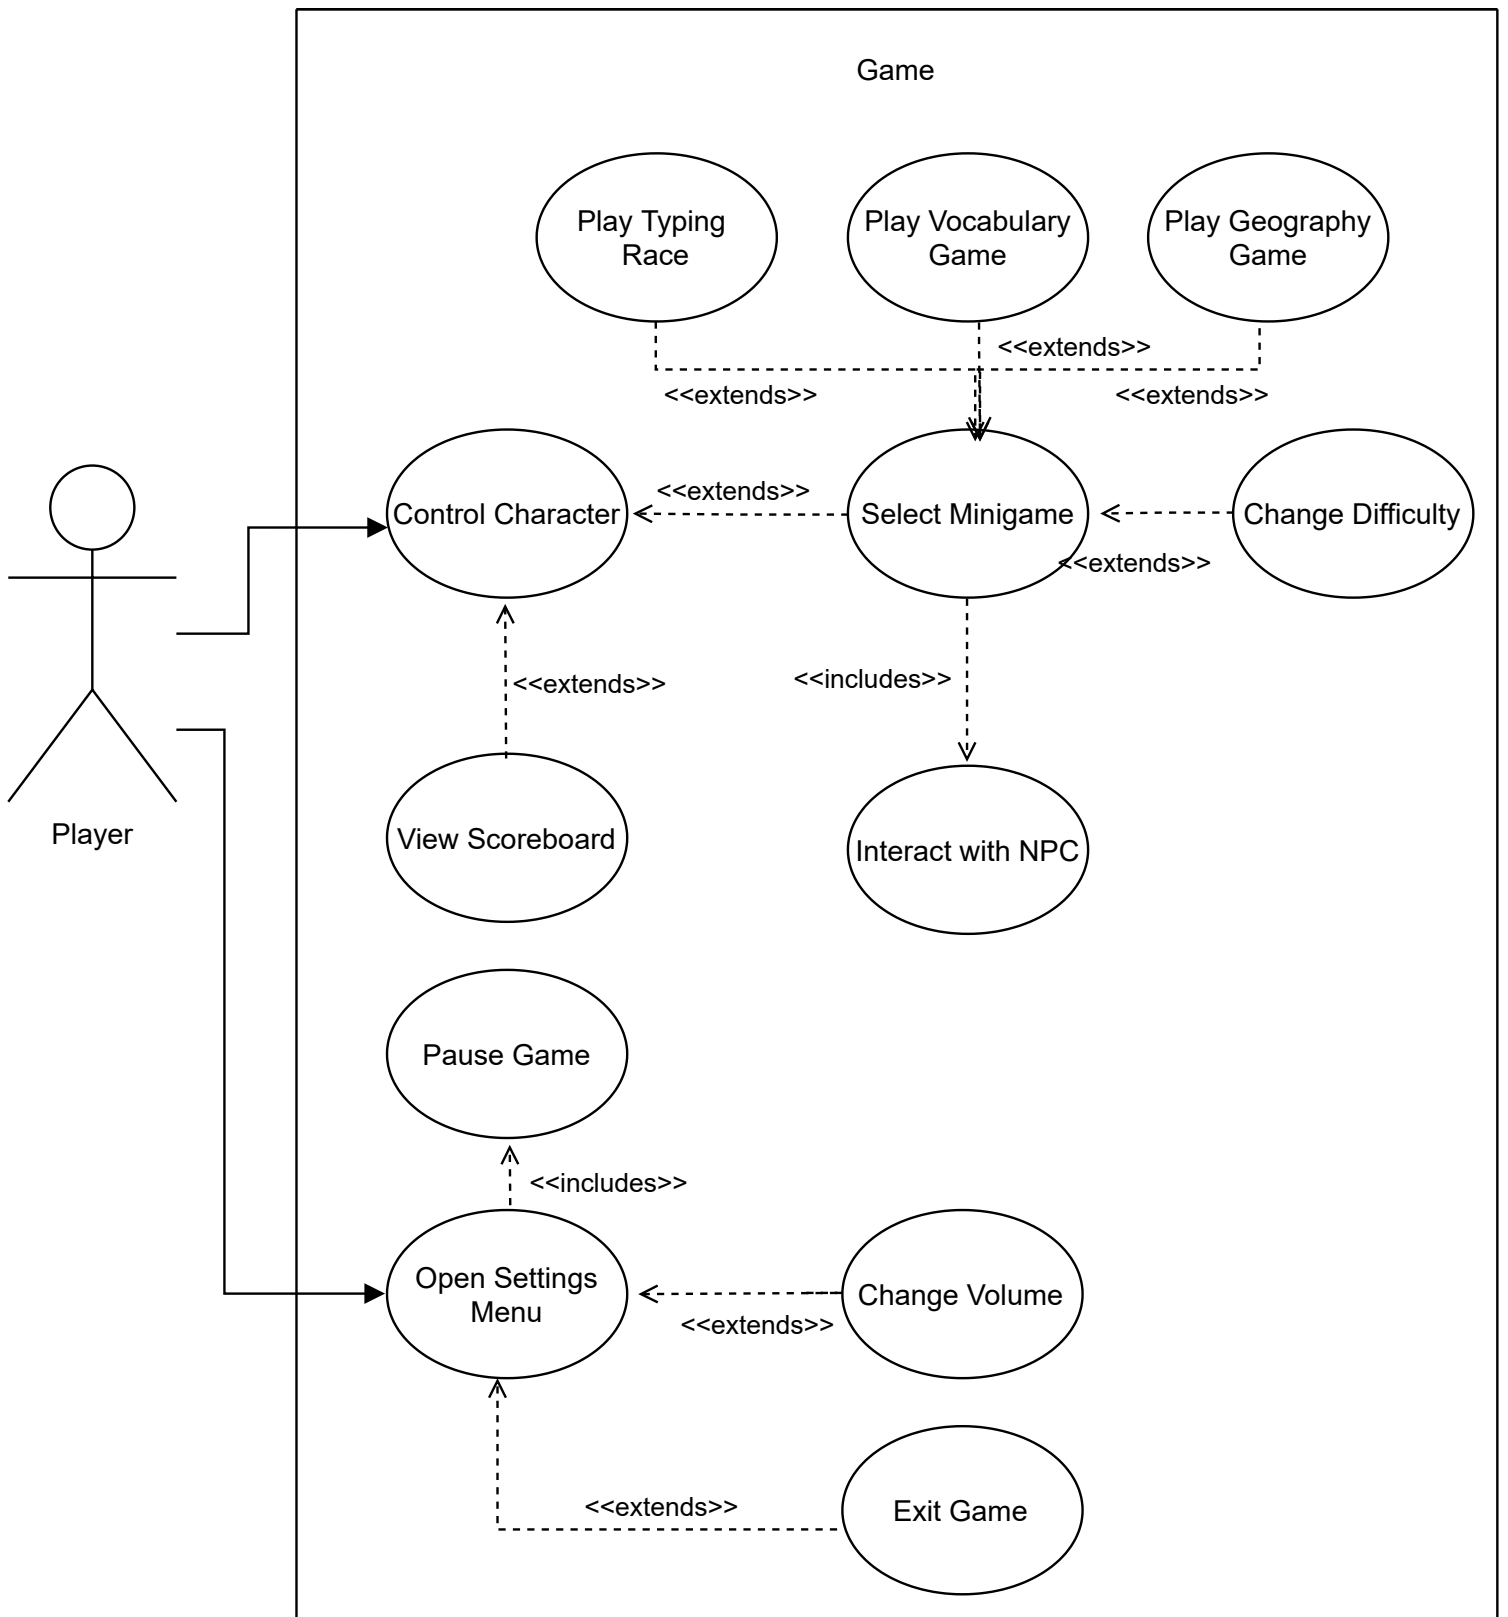 Game
Play Typing
Race
Play Vocabulary
Game
Play Geography
Game
<<extends>>
<<extends>>
<<extends>>
Control Character
<<extends>>
Select Minigame
Change Difficulty
<<extends>>
<<includes>>
<<extends>>
Player
View Scoreboard
Interact with NPC
Pause Game
<<includes>>
Open Settings
Menu
Change Volume
<<extends>>
<<extends>>
Exit Game